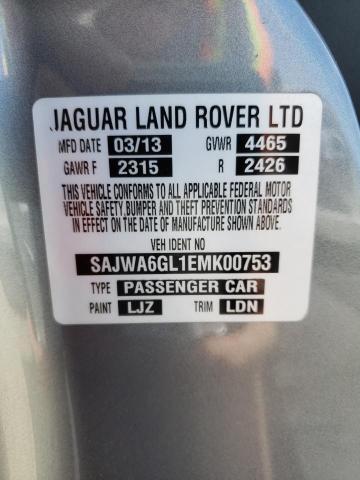 JAGUAR LAND ROVER LTD
MFD DATE 03/13 GVWR 4465
GAWR F 2315 R 2426
THIS VEHICLE CONFORMS TO ALL APPLICABLE FEDERAL MOTOR
VEHICLE SAFETY,BUMPER AND THEFT PREVENTION STANDARDS
IN EFFECT ON THE DATE OF MANUFACTURE SHOWN ABOVE.
VEH IDENT NO
SAJWA6GL1EMK00753
TYPE PASSENGER CAR
PAINT LJZ TRIM LDN